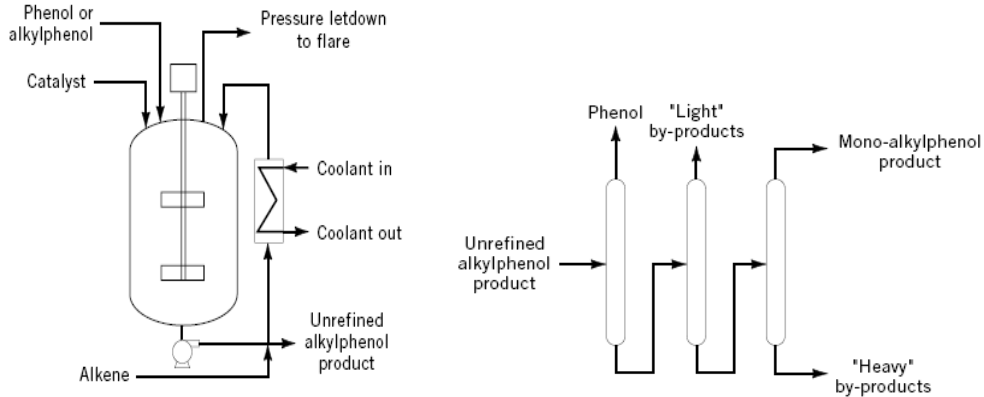 Phenol or
alkylphenol
Catalyst
Pressure letdown
to flare
Coolant in
Coolant out
Unrefined
alkylphenol
product
Alkene
Phenol
"Light"
by-products
Mono-alkylphenol
product
Unrefined
alkylphenol
product
"Heavy"
by-products